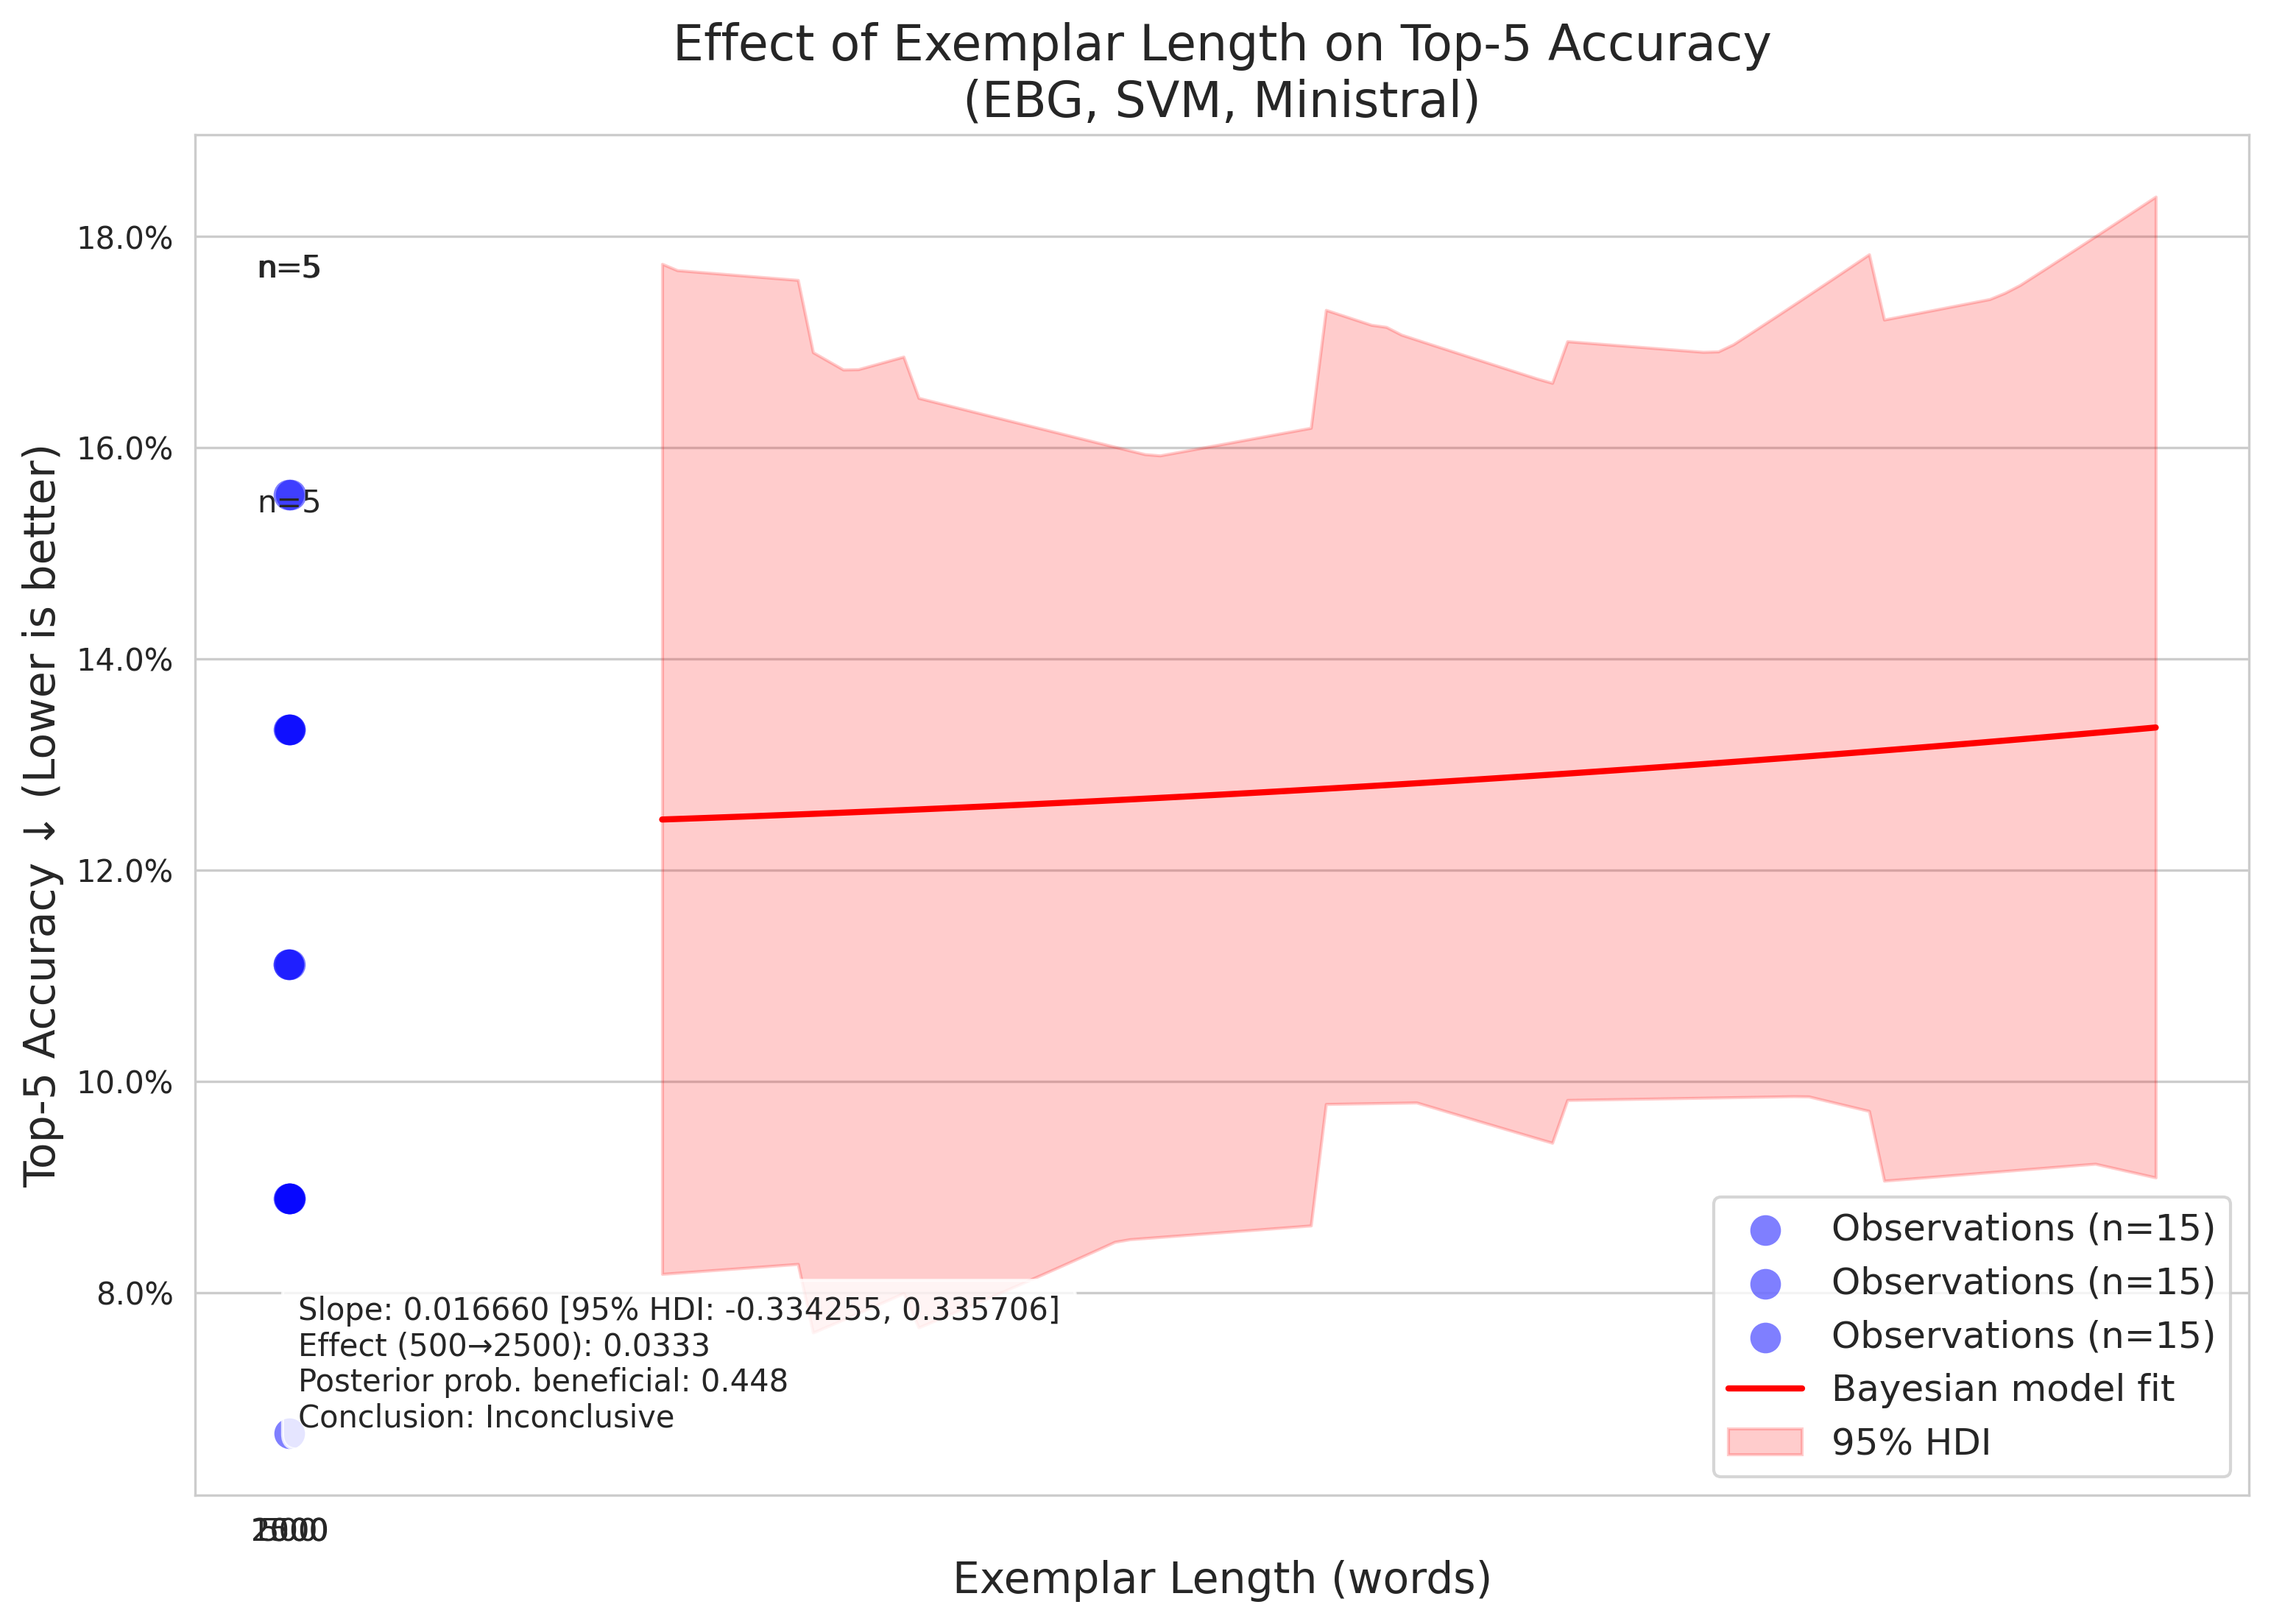 Effect of Exemplar Length on Top-5 Accuracy
(EBG, SVM, Ministral)
Top-5 Accuracy ↓ (Lower is better)
18.0%
16.0%
14.0%
12.0%
10.0%
8.0%
n=5
n=5
Slope: 0.016660 [95% HDI: -0.334255, 0.335706]
Effect (500→2500): 0.0333
Posterior prob. beneficial: 0.448
Conclusion: Inconclusive
Observations (n=15)
Observations (n=15)
Observations (n=15)
Bayesian model fit
95% HDI
Exemplar Length (words)